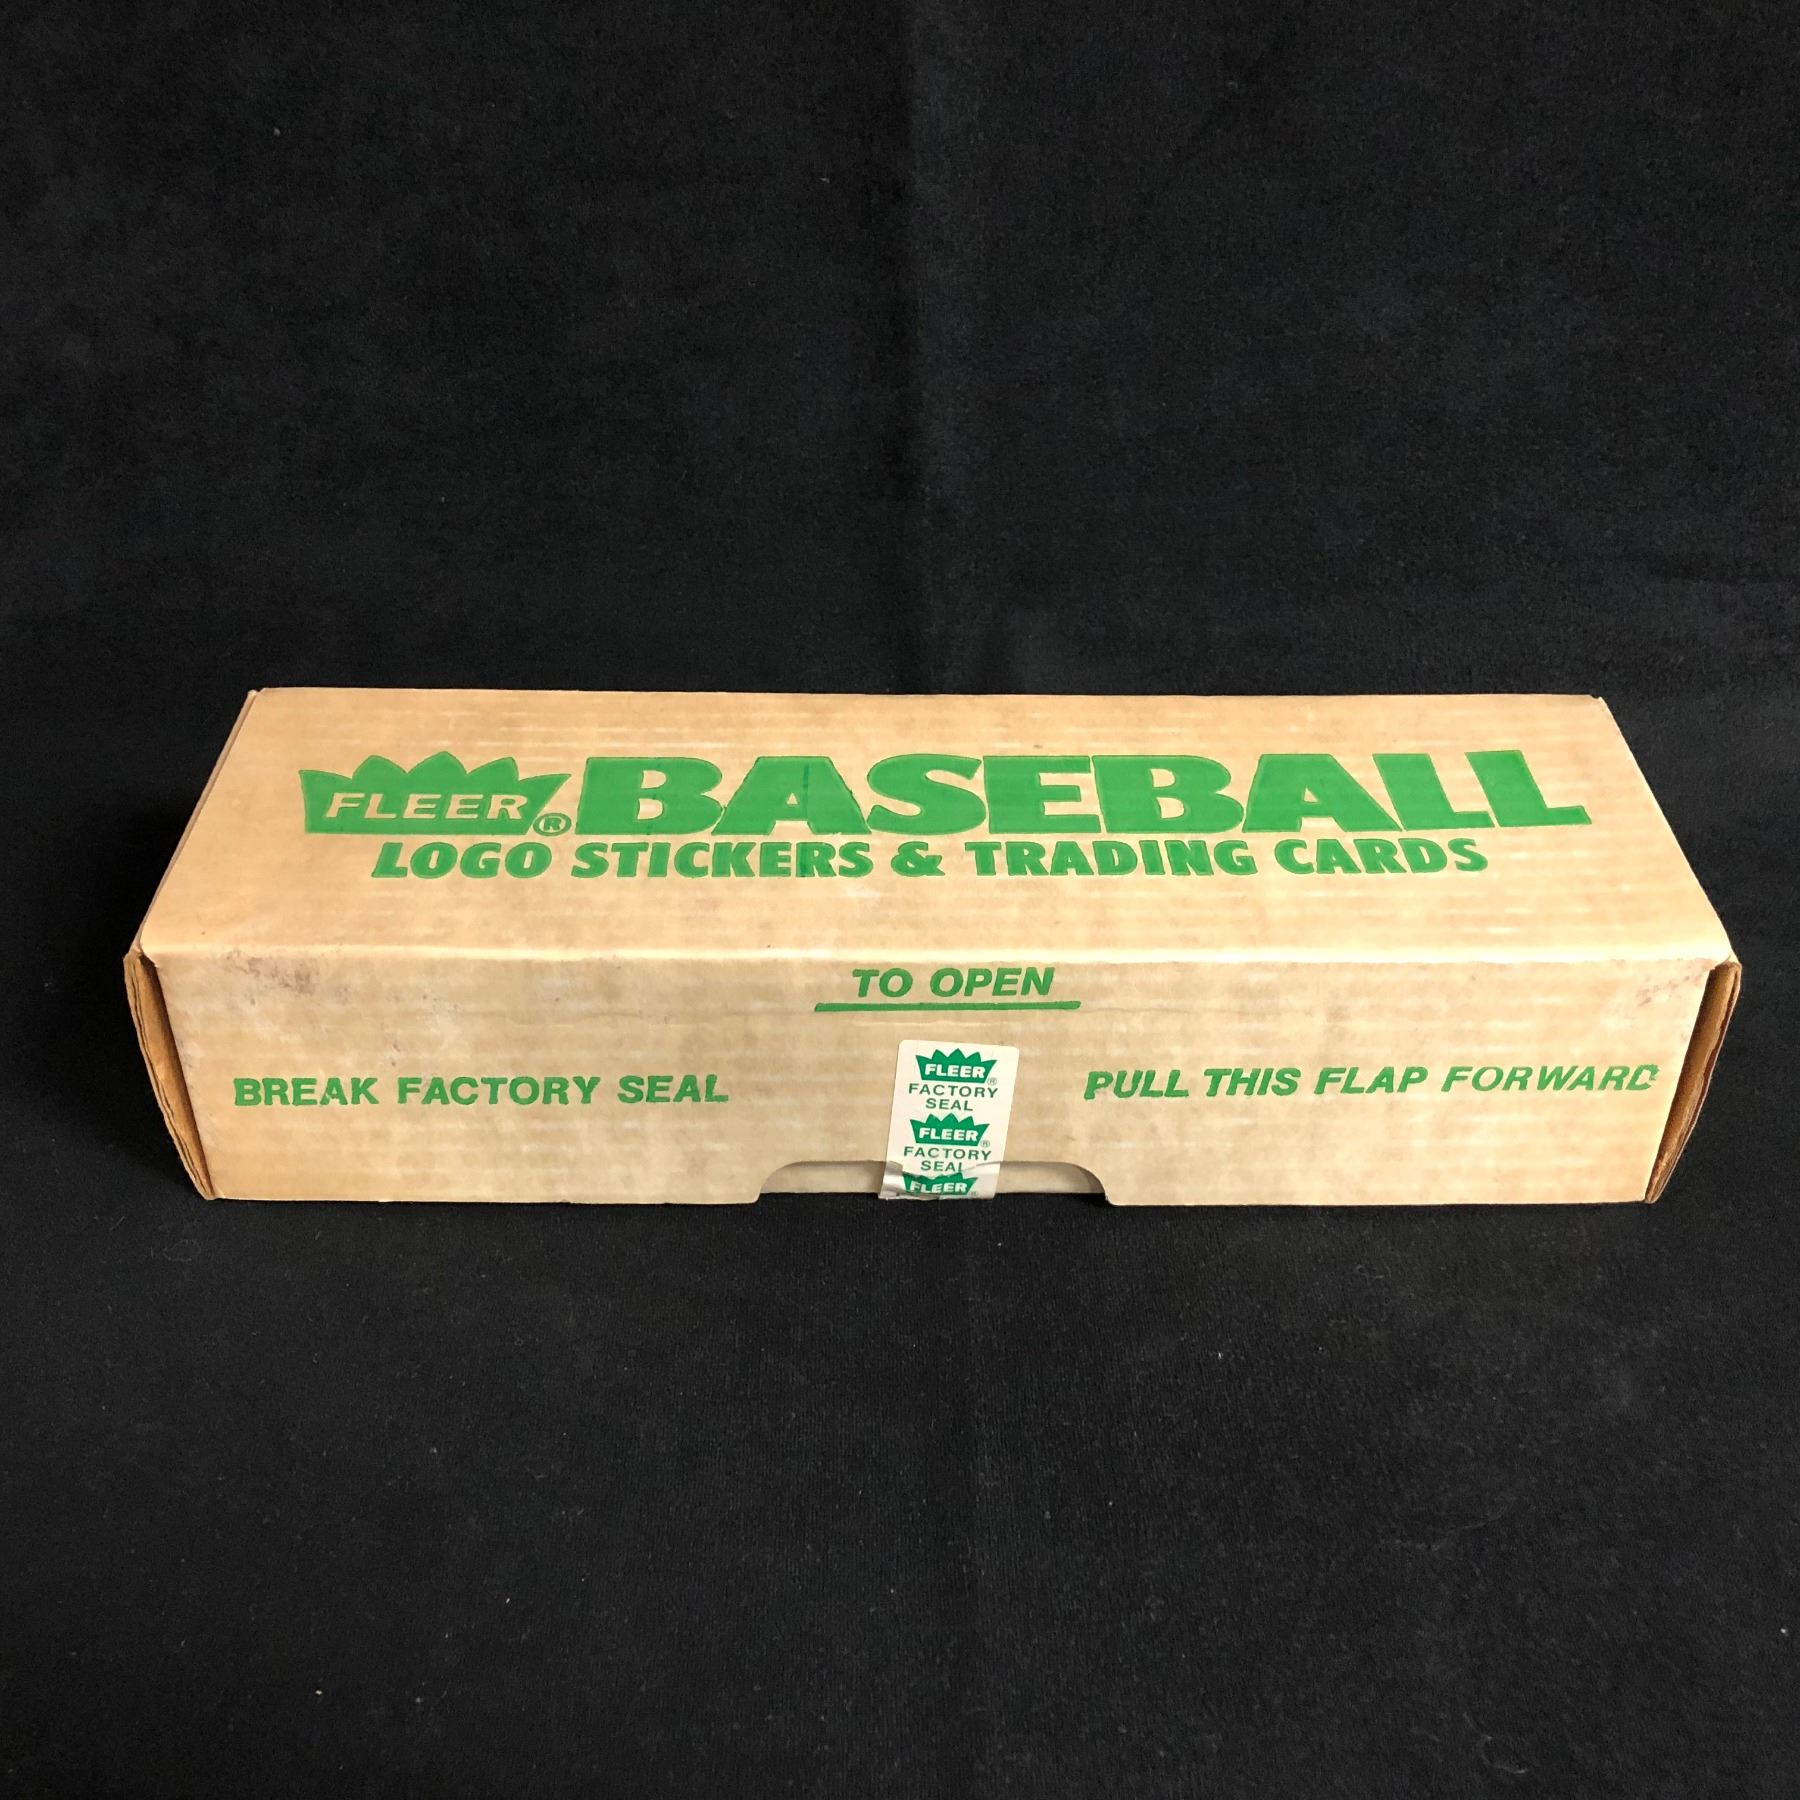 FLEER® BASEBALL
LOGO STICKERS & TRADING CARDS
TO OPEN
BREAK FACTORY SEAL
PULL THIS FLAP FORWARD
FLEER®
FACTORY
SEAL
FLEER®
FACTORY
SEAL
FLEER®